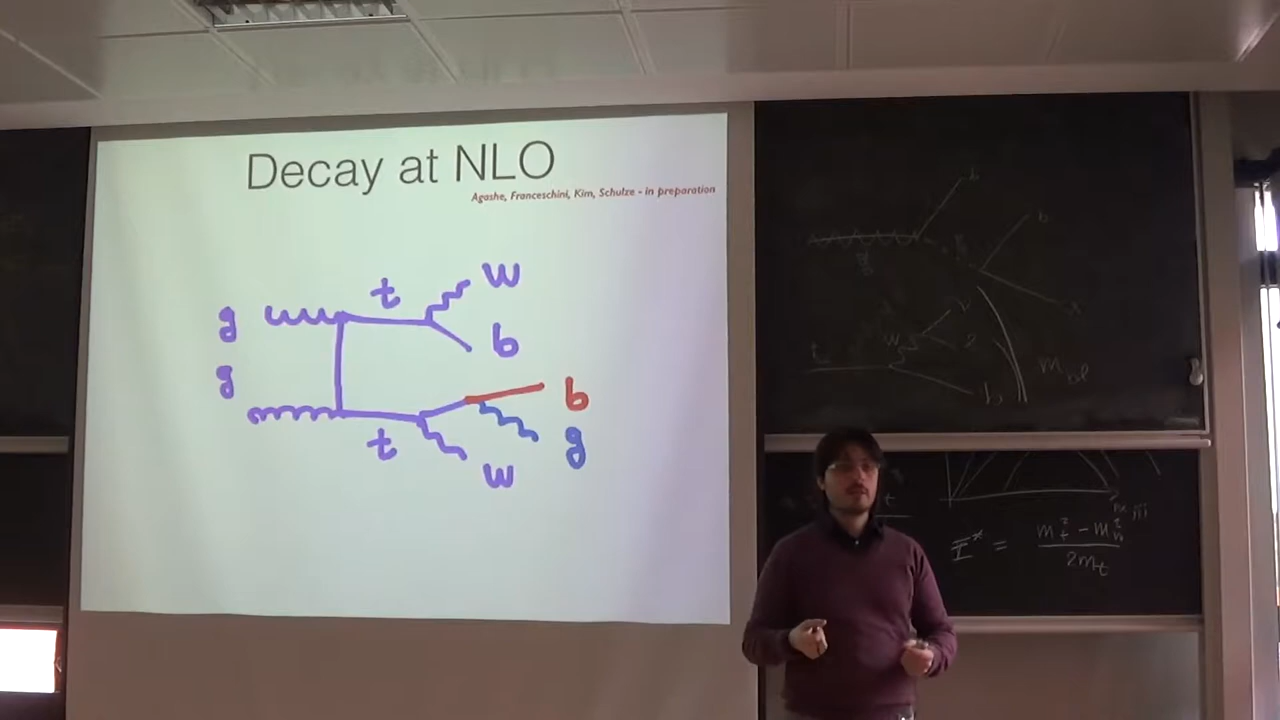 Decay at NLO
Agashe, Franceschini, Kim, Schulze - in preparation
g
t
W
b
g
b
g
t
W
b
b
t
W
b
m_bl
E* = m_t² - m_W² / 2m_t